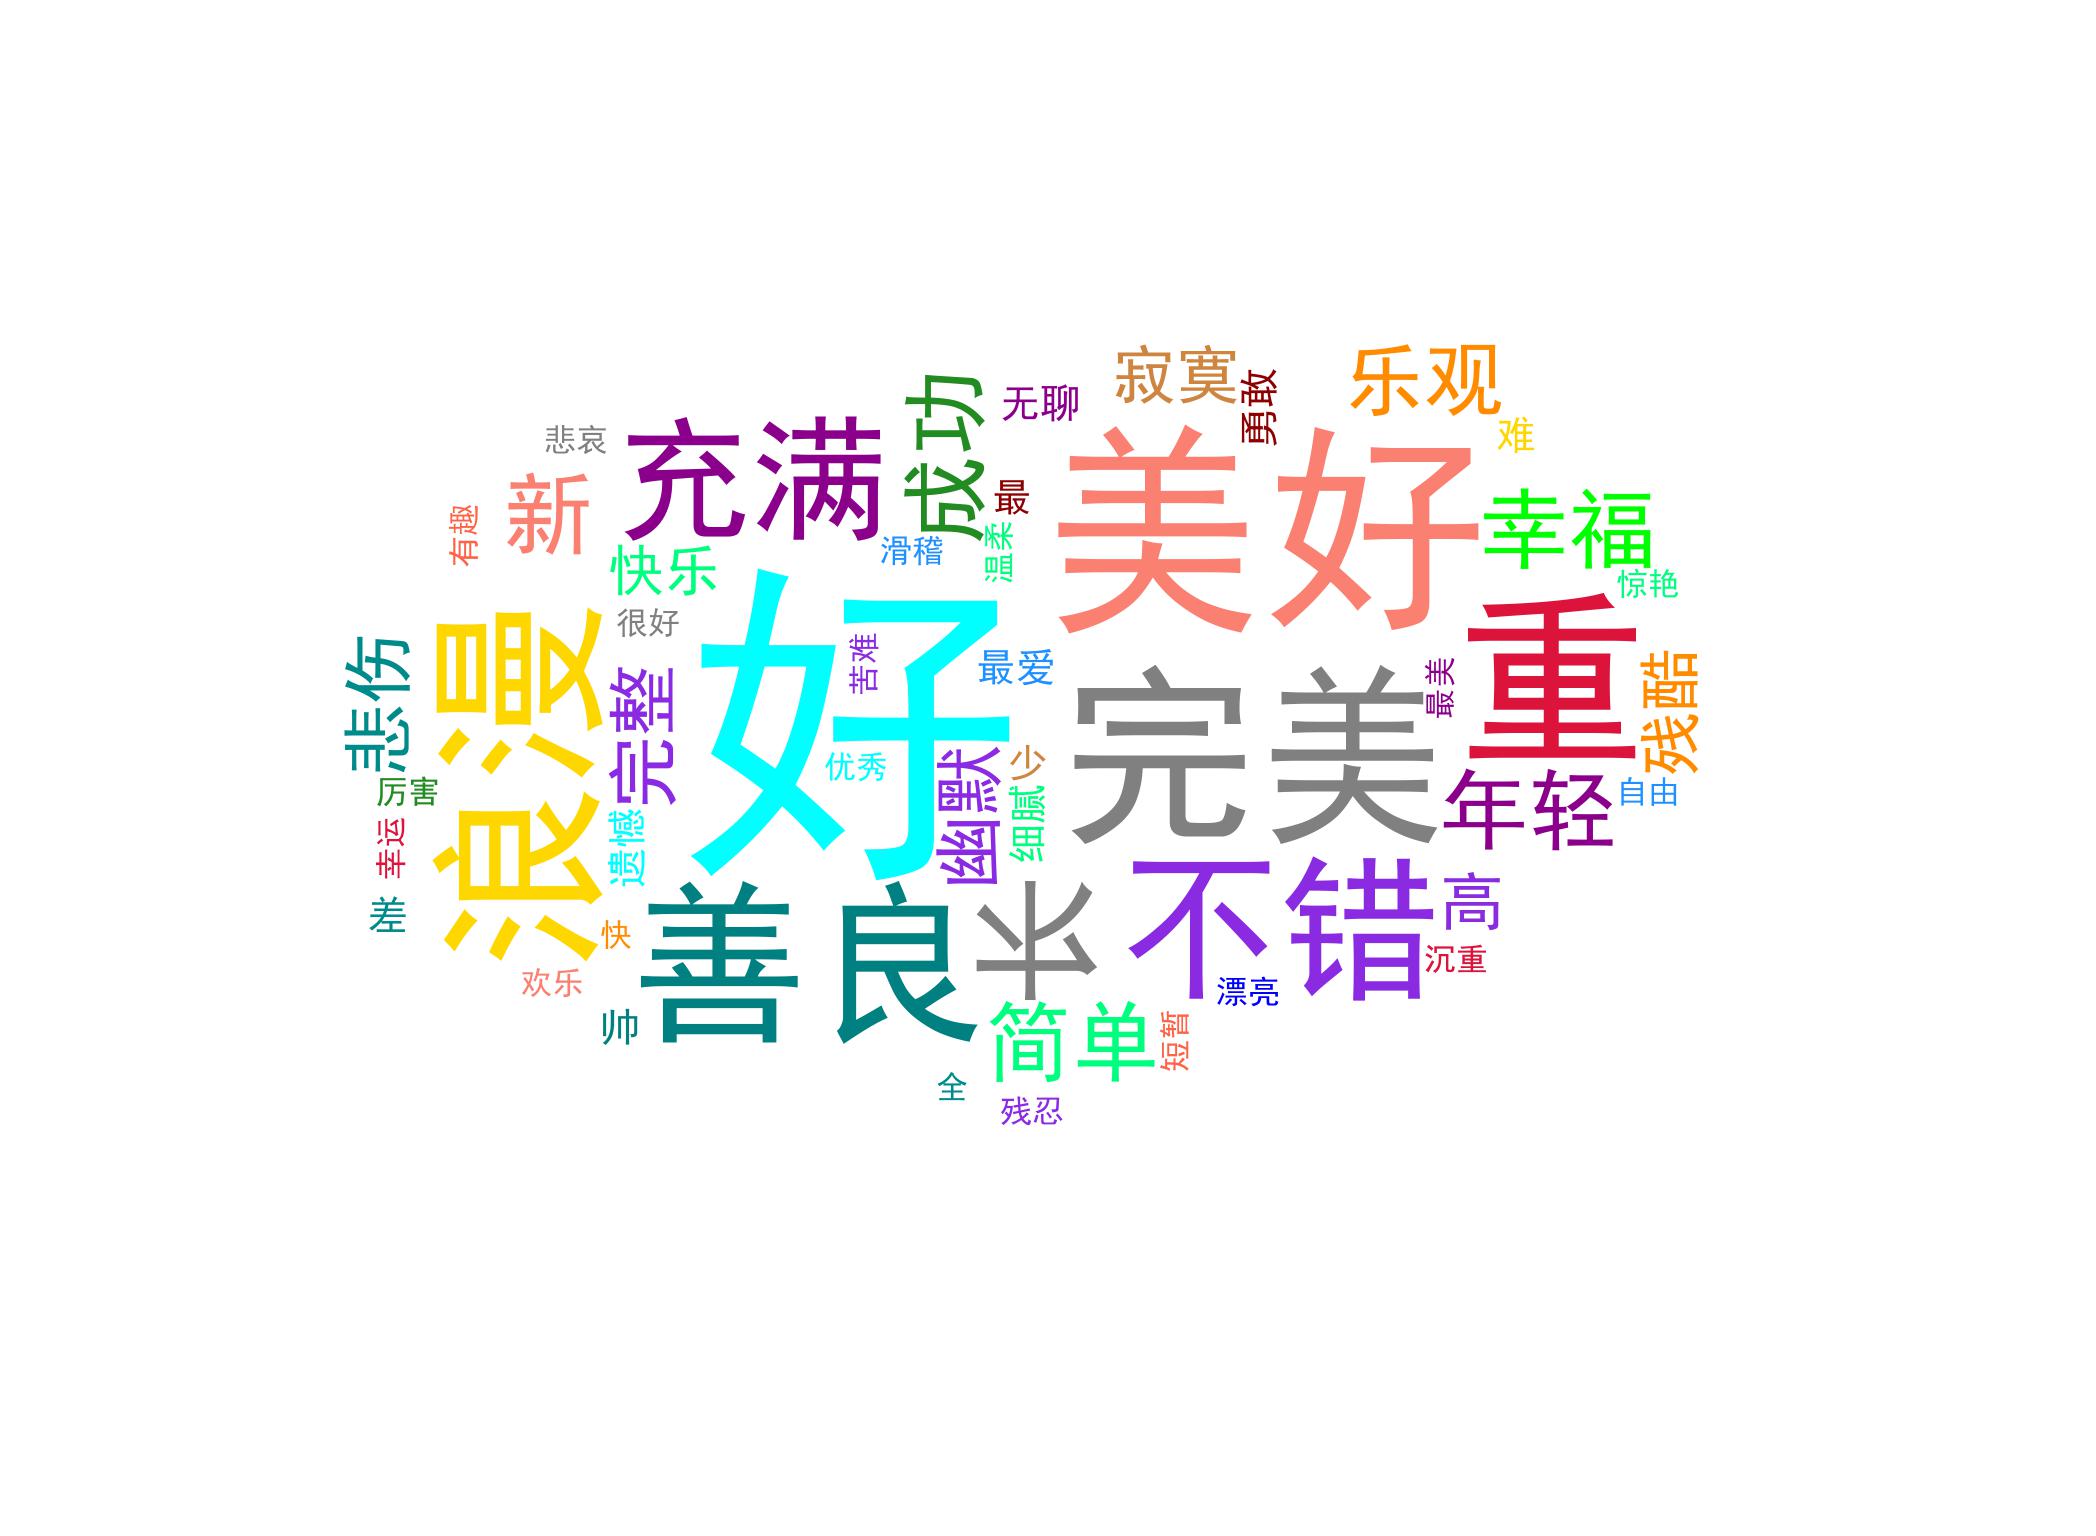 寂寞
乐观
勇敢
无聊
成功
悲哀
充满
美好
难
新
最
幸福
有趣
快乐
滑稽
温柔
惊艳
很好
好
苦难
最爱
重
悲伤
浪漫
完整
完美
最美
残酷
优秀
幽默
少
厉害
年轻
自由
幸运
遗憾
细腻
差
快
善良
长
不错
高
沉重
欢乐
漂亮
帅
简单
短暂
全
残忍